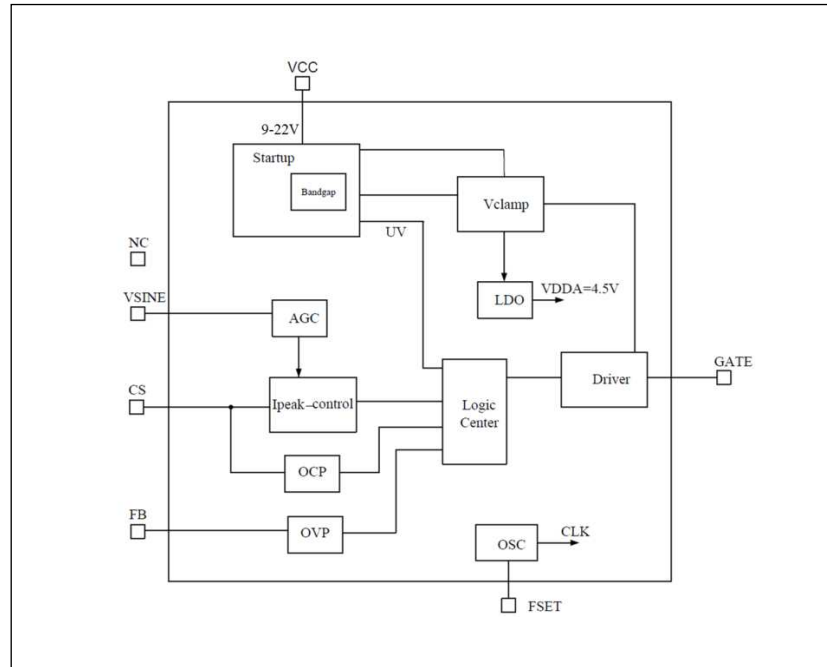 VCC
9-22V
Startup
Bandgap
Vclamp
UV
NC
VSINE
LDO
VDDA=4.5V
AGC
GATE
CS
Ipeak-control
Logic
Center
Driver
OCP
FB
OVP
OSC
CLK
FSET